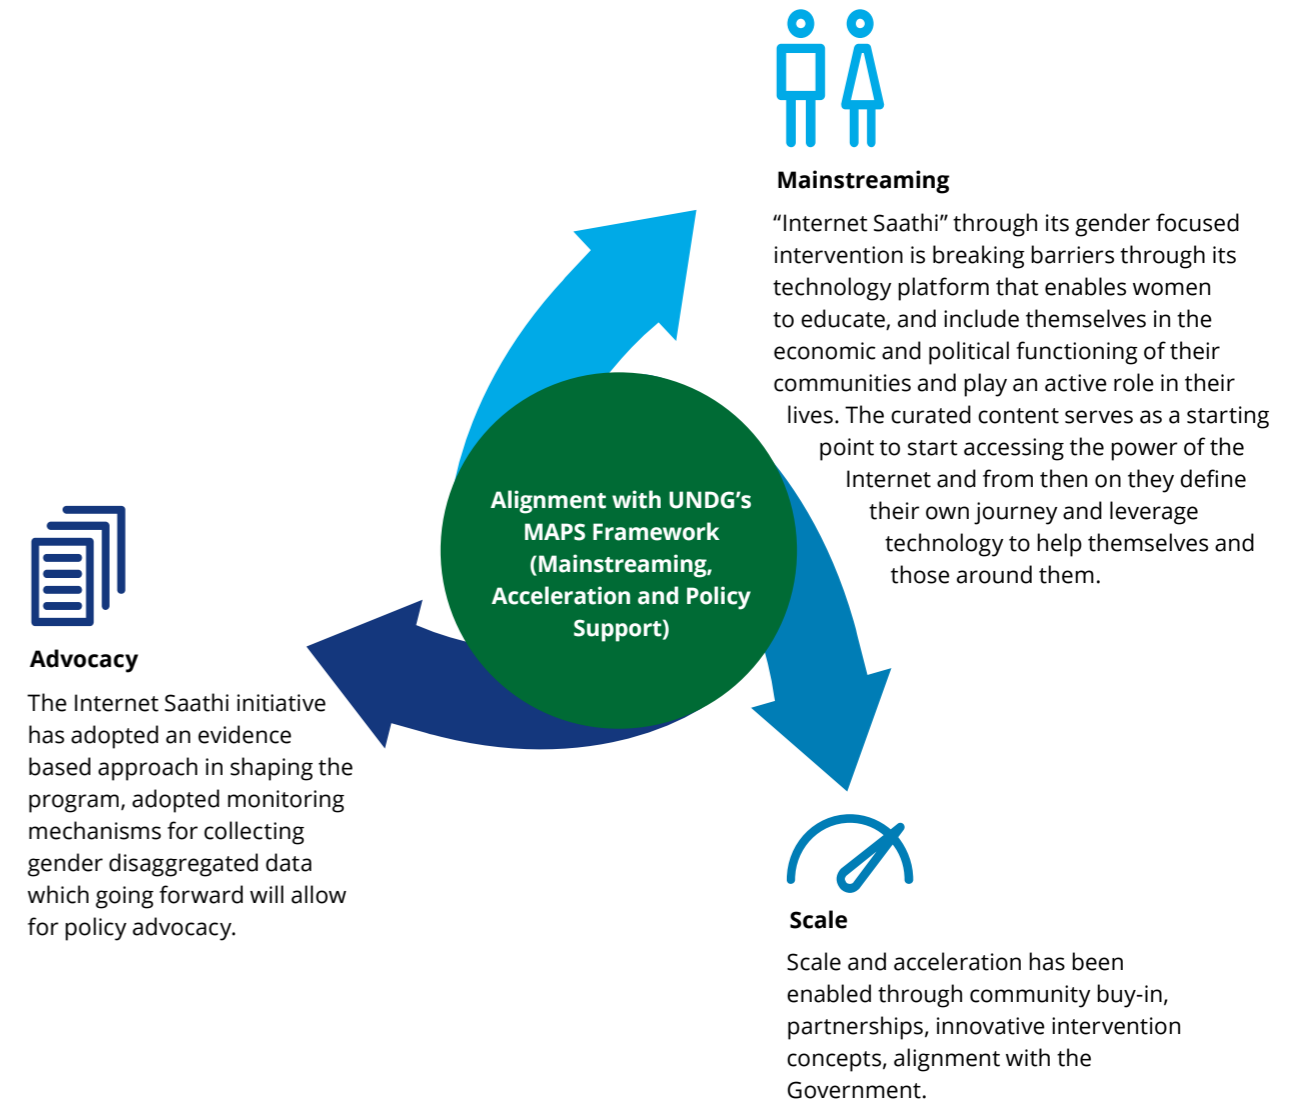 Mainstreaming
“Internet Saathi” through its gender focused
intervention is breaking barriers through its
technology platform that enables women
to educate, and include themselves in the
economic and political functioning of their
communities and play an active role in their
lives. The curated content serves as a starting
point to start accessing the power of the
Internet and from then on they define
their own journey and leverage
technology to help themselves and
those around them.
Alignment with UNDG’s
MAPS Framework
(Mainstreaming,
Acceleration and Policy
Support)
Advocacy
The Internet Saathi initiative
has adopted an evidence
based approach in shaping the
program, adopted monitoring
mechanisms for collecting
gender disaggregated data
which going forward will allow
for policy advocacy.
Scale
Scale and acceleration has been
enabled through community buy-in,
partnerships, innovative intervention
concepts, alignment with the
Government.